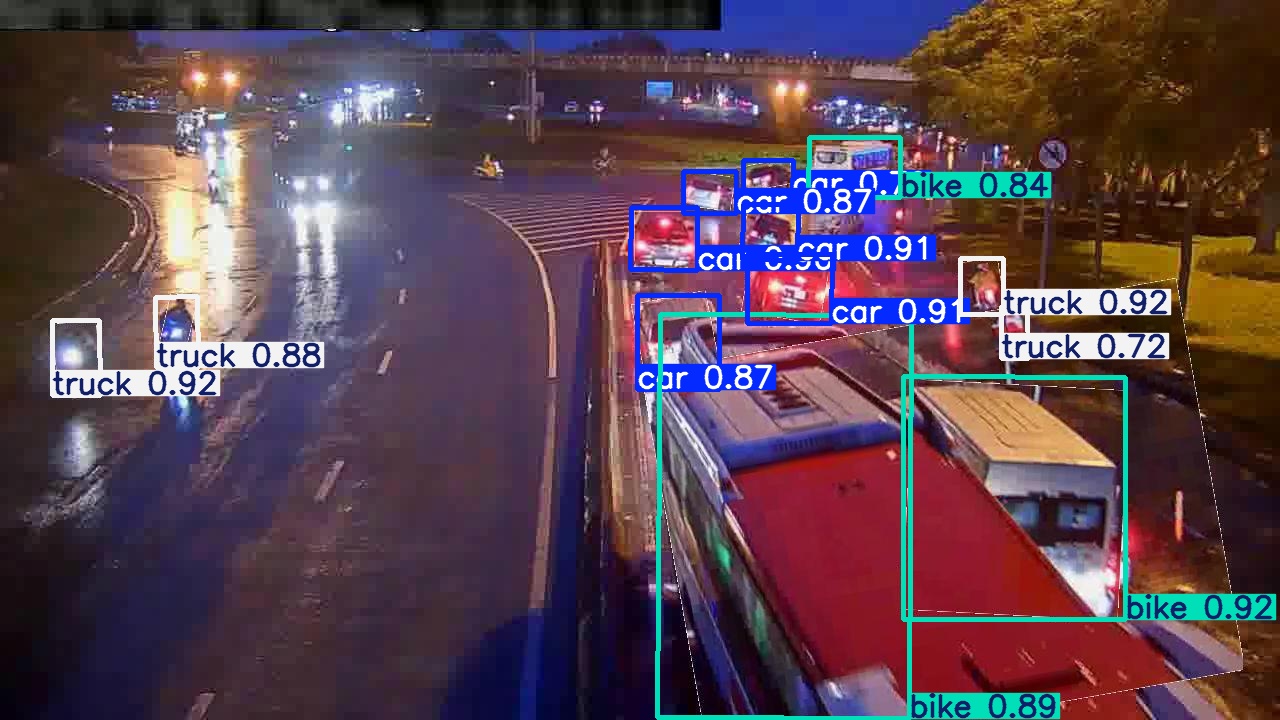 bike 0.84
car 0.87
car 0.91
truck 0.92
car 0.91
truck 0.72
truck 0.88
truck 0.92
car 0.87
bike 0.92
bike 0.89